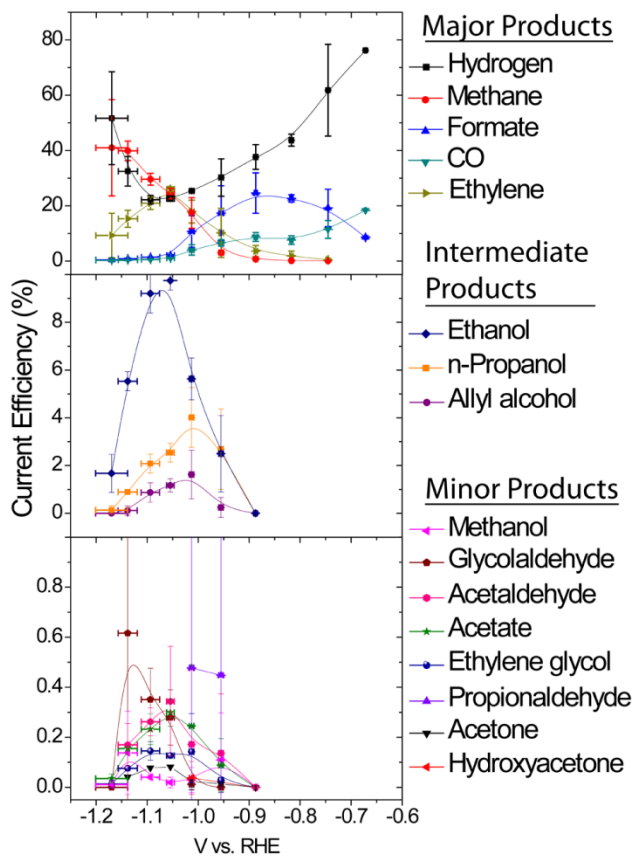 Major Products
Hydrogen
Methane
Formate
CO
Ethylene
Intermediate
Products
Ethanol
n-Propanol
Allyl alcohol
Minor Products
Methanol
Glycolaldehyde
Acetaldehyde
Acetate
Ethylene glycol
Propionaldehyde
Acetone
Hydroxyacetone
Current Efficiency (%)
80
60
40
20
0
8
6
4
2
0
0.8
0.6
0.4
0.2
0.0
-1.2 -1.1 -1.0 -0.9 -0.8 -0.7 -0.6
V vs. RHE